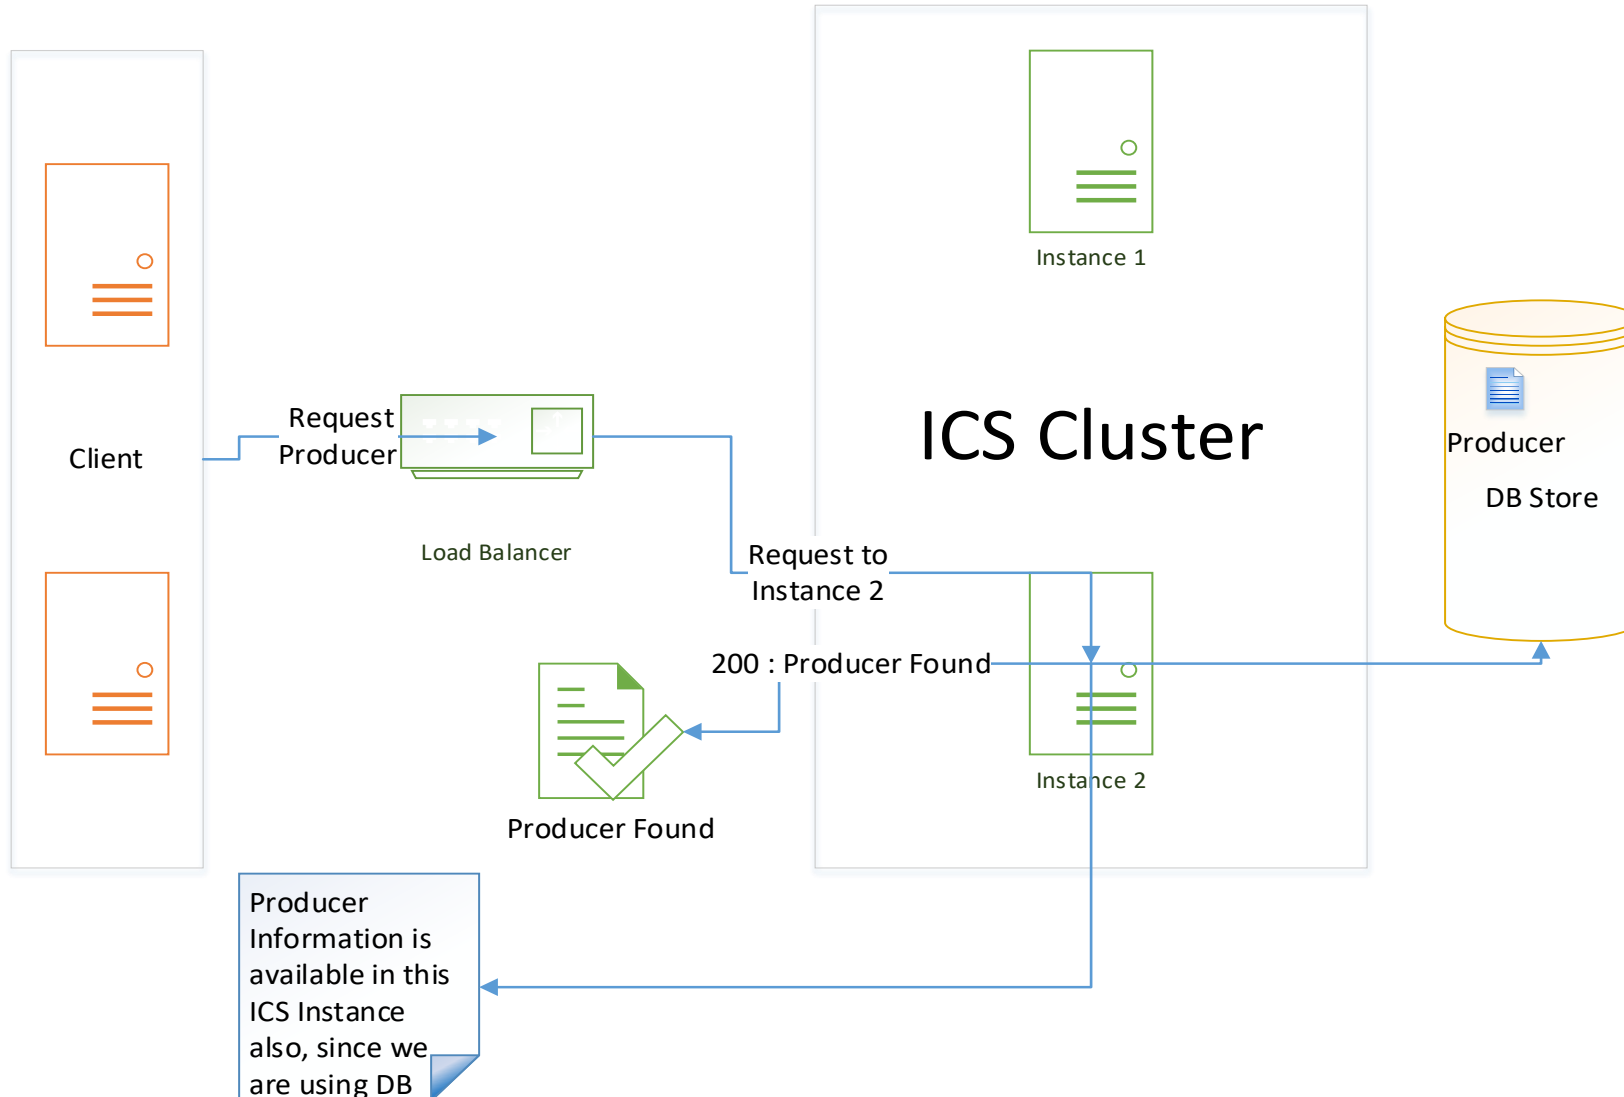 Instance 1
Request
Producer
Client
ICS Cluster
Producer
DB Store
Load Balancer
Request to
Instance 2
200 : Producer Found
Instance 2
Producer Found
Producer
Information is
available in this
ICS Instance
also, since we
are using DB